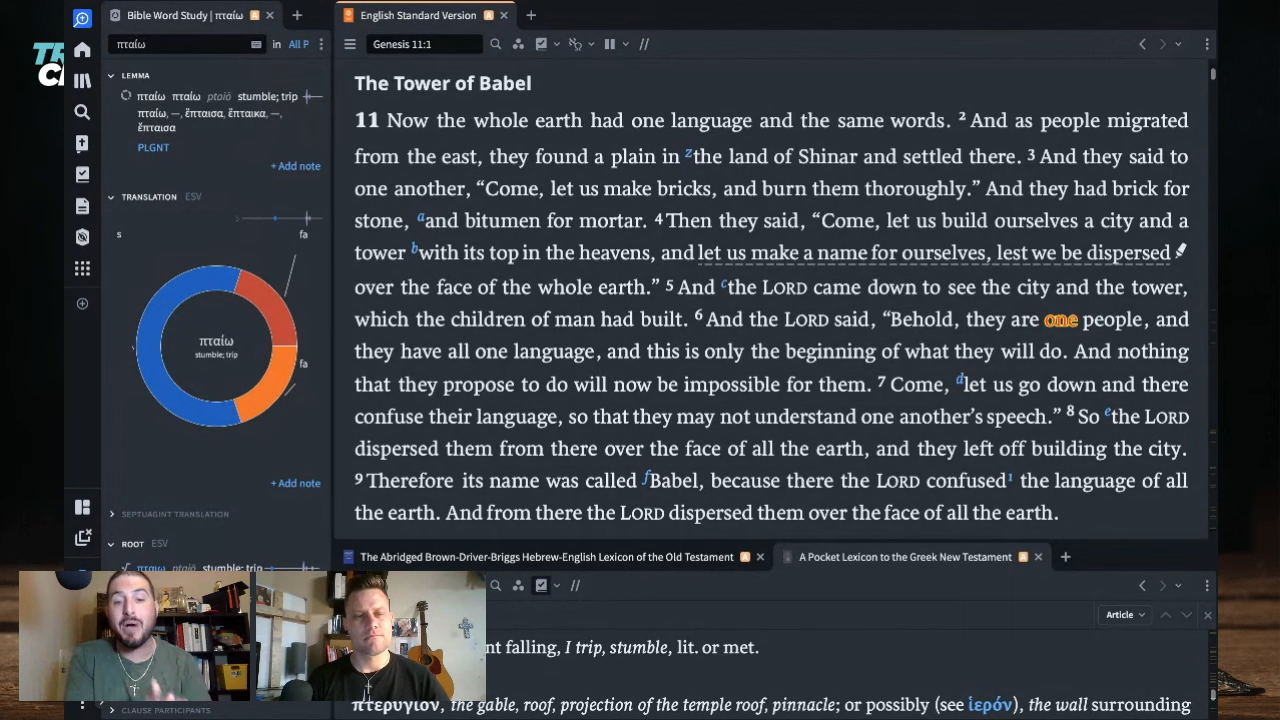 TR
C
Bible Word Study | πταίω A
English Standard Version A
πταίω
in All P
Genesis 11:1
LEMMA
πταίω πταίω ptaiō stumble; trip
πταίω, —, ἔπταισα, ἔπταικα, —,
ἔπταισα
PLGNT
+ Add note
TRANSLATION ESV
s
fa
πταίω
stumble; trip
fa
+ Add note
SEPTUAGINT TRANSLATION
ROOT ESV
πταίω stumble; trip
CLAUSE PARTICIPANTS
The Tower of Babel
11 Now the whole earth had one language and the same words. 2 And as people migrated
from the east, they found a plain in z the land of Shinar and settled there. 3 And they said to
one another, “Come, let us make bricks, and burn them thoroughly.” And they had brick for
stone, a and bitumen for mortar. 4 Then they said, “Come, let us build ourselves a city and a
tower b with its top in the heavens, and let us make a name for ourselves, lest we be dispersed
over the face of the whole earth.” 5 And c the LORD came down to see the city and the tower,
which the children of man had built. 6 And the LORD said, “Behold, they are one people, and
they have all one language, and this is only the beginning of what they will do. And nothing
that they propose to do will now be impossible for them. 7 Come, d let us go down and there
confuse their language, so that they may not understand one another’s speech.” 8 So e the LORD
dispersed them from there over the face of all the earth, and they left off building the city.
9 Therefore its name was called f Babel, because there the LORD confused1 the language of all
the earth. And from there the LORD dispersed them over the face of all the earth.
The Abridged Brown-Driver-Briggs Hebrew-English Lexicon of the Old Testament A
A Pocket Lexicon to the Greek New Testament A
Article
nt falling, I trip, stumble, lit. or met.
πτερύγιον, the gable, roof, projection of the temple roof, pinnacle; or possibly (see ἱερόν), the wall surrounding